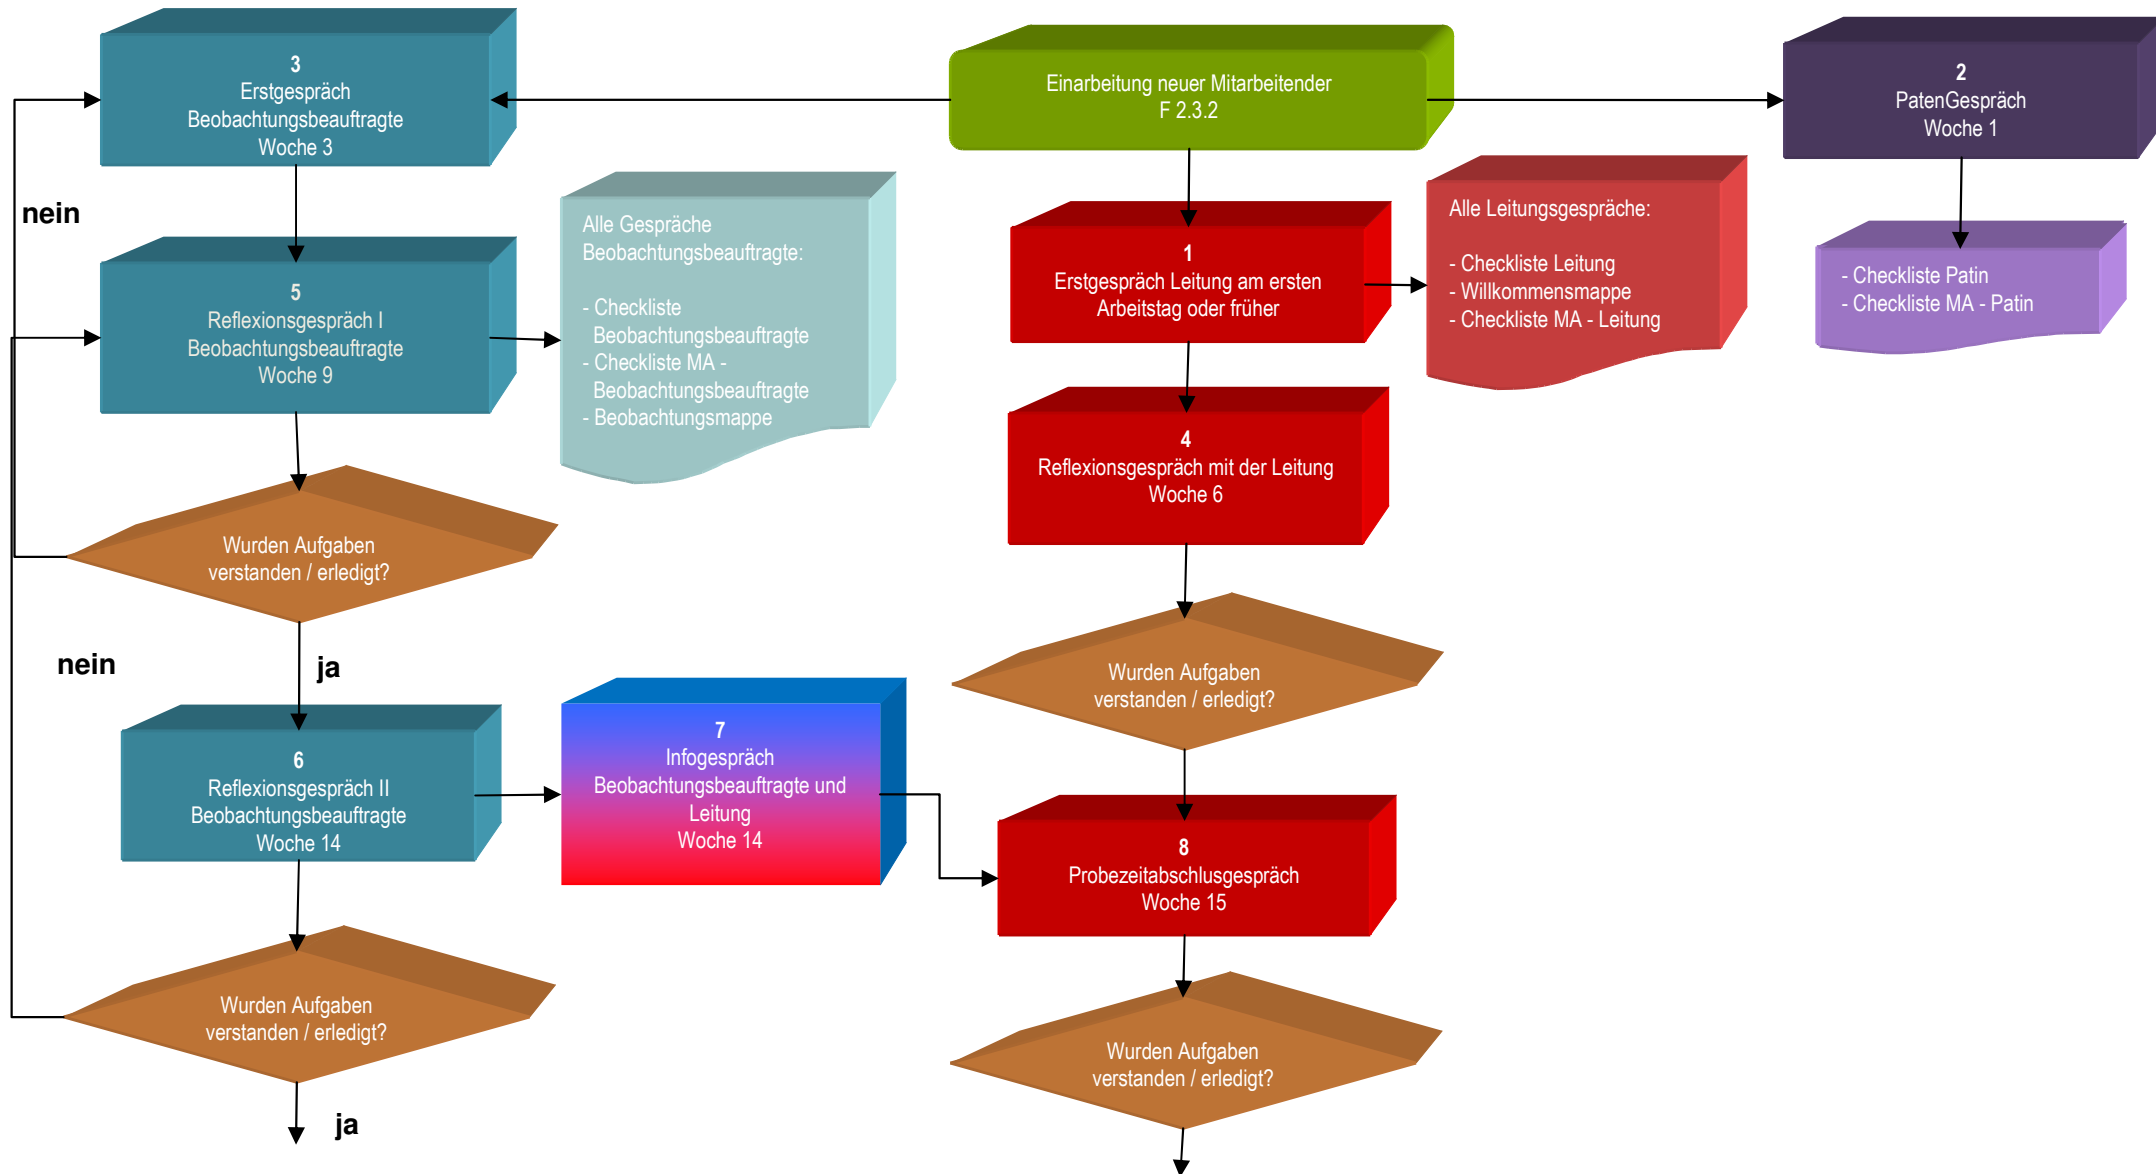 3
Erstgespräch
Beobachtungsbeauftragte
Woche 3
Einarbeitung neuer Mitarbeitender
F 2.3.2
2
PatenGespräch
Woche 1
nein
Alle Gespräche
Beobachtungsbeauftragte:
- Checkliste
Beobachtungsbeauftragte
- Checkliste MA -
Beobachtungsbeauftragte
- Beobachtungsmappe
1
Erstgespräch Leitung am ersten
Arbeitstag oder früher
Alle Leitungsgespräche:
- Checkliste Leitung
- Willkommensmappe
- Checkliste MA - Leitung
- Checkliste Patin
- Checkliste MA - Patin
5
Reflexionsgespräch I
Beobachtungsbeauftragte
Woche 9
4
Reflexionsgespräch mit der Leitung
Woche 6
Wurden Aufgaben
verstanden / erledigt?
nein
ja
Wurden Aufgaben
verstanden / erledigt?
6
Reflexionsgespräch II
Beobachtungsbeauftragte
Woche 14
7
Infogespräch
Beobachtungsbeauftragte und
Leitung
Woche 14
8
Probezeitabschlusgespräch
Woche 15
Wurden Aufgaben
verstanden / erledigt?
Wurden Aufgaben
verstanden / erledigt?
ja